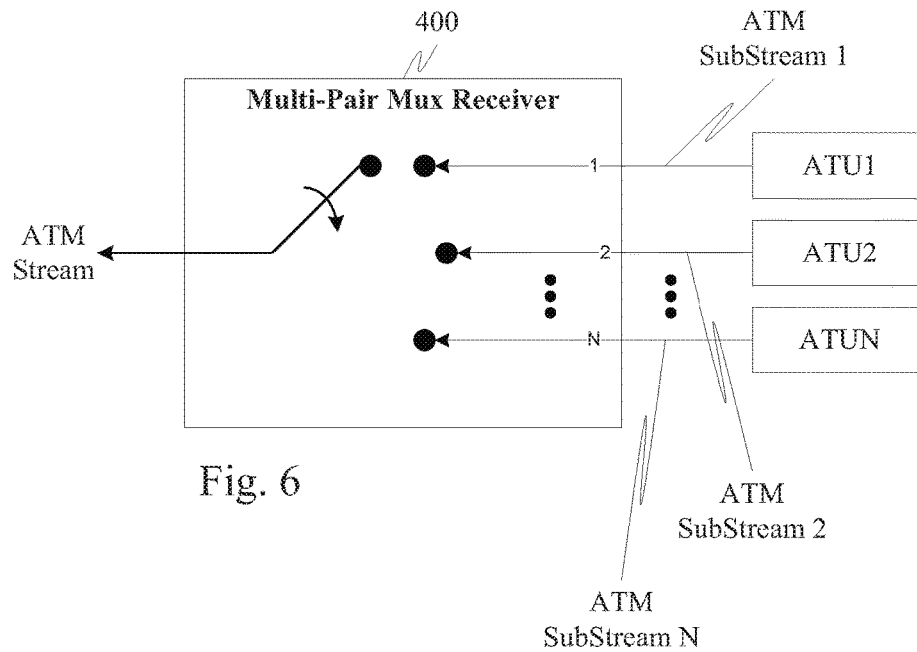 400
ATM
SubStream 1
Multi-Pair Mux Receiver
1
ATU1
ATM
Stream
2
ATU2
N
ATUN
Fig. 6
ATM
SubStream 2
ATM
SubStream N